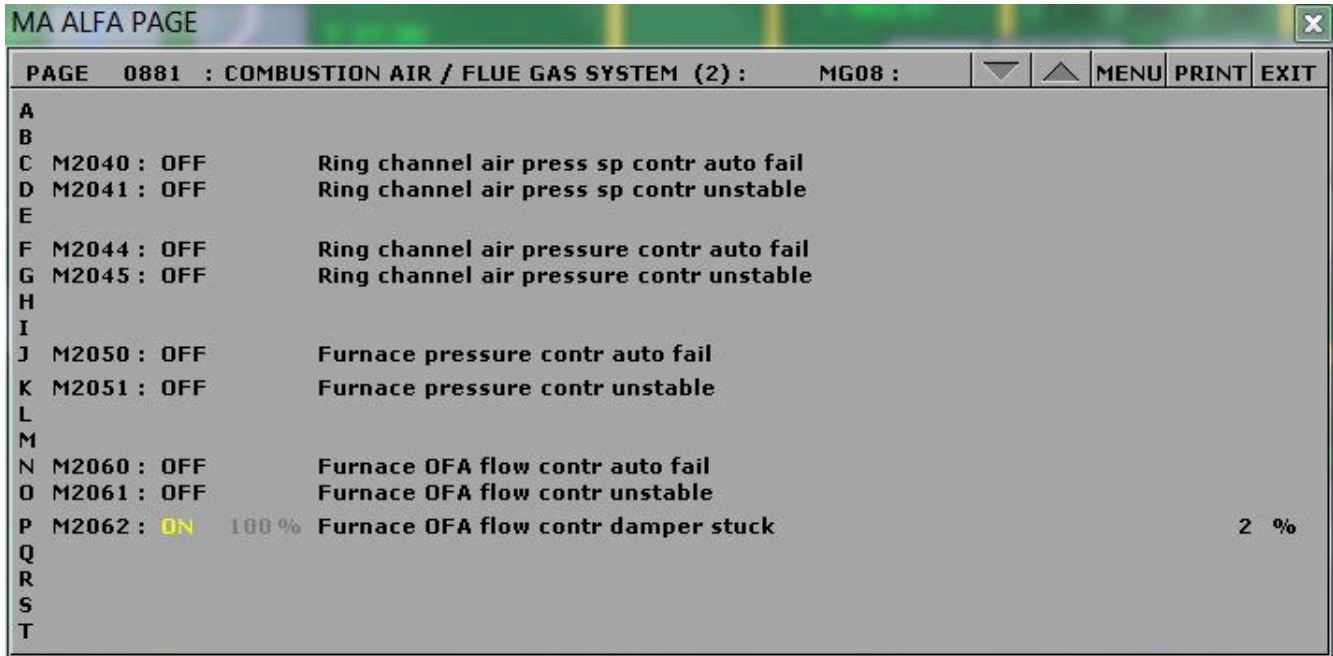 MA ALFA PAGE
PAGE 0881 : COMBUSTION AIR / FLUE GAS SYSTEM (2) : MG08 : MENU PRINT EXIT
A
B
C M2040 : OFF Ring channel air press sp contr auto fail
D M2041 : OFF Ring channel air press sp contr unstable
E
F M2044 : OFF Ring channel air pressure contr auto fail
G M2045 : OFF Ring channel air pressure contr unstable
H
I
J M2050 : OFF Furnace pressure contr auto fail
K M2051 : OFF Furnace pressure contr unstable
L
M
N M2060 : OFF Furnace OFA flow contr auto fail
O M2061 : OFF Furnace OFA flow contr unstable
P M2062 : ON 100 % Furnace OFA flow contr damper stuck 2 %
Q
R
S
T